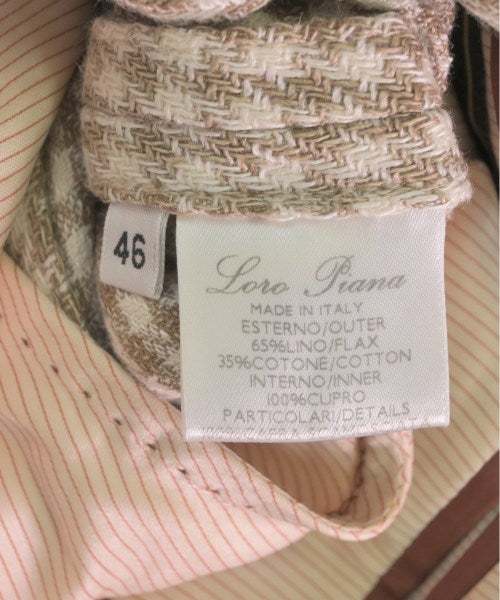 46
Loro Piana
MADE IN ITALY
ESTERNO/OUTER
65%LINO/FLAX
35%COTONE/COTTON
INTERNO/INNER
100%CUPRO
PARTICOLARI/DETAILS